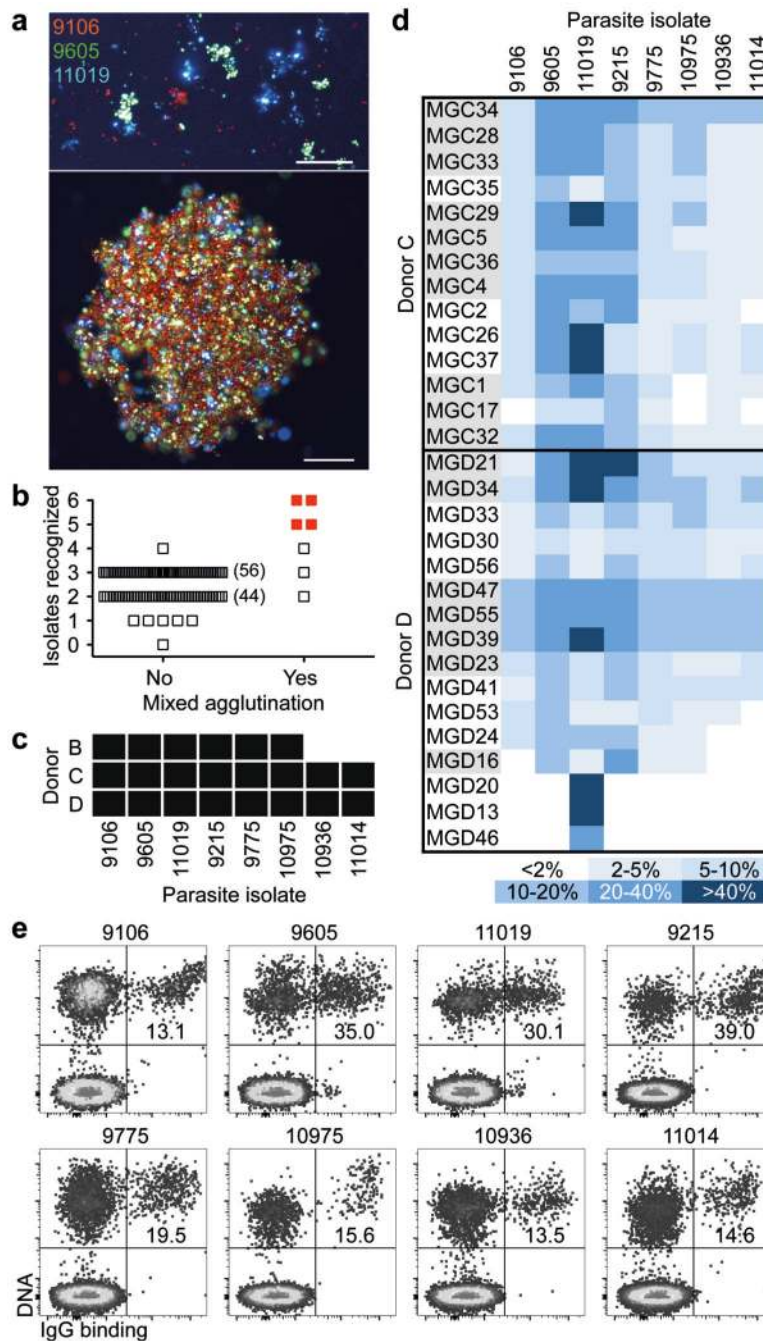 a
9106
9605
11019
b
Isolates recognized
6
5
4
3
2
1
0
(56)
(44)
No
Yes
Mixed agglutination
c
Donor
B
C
D
9106
9605
11019
9215
9775
10975
10936
11014
Parasite isolate
d
Parasite isolate
9106
9605
11019
9215
9775
10975
10936
11014
Donor C
MGC34
MGC28
MGC33
MGC35
MGC29
MGC5
MGC36
MGC4
MGC2
MGC26
MGC37
MGC1
MGC17
MGC32
Donor D
MGD21
MGD34
MGD33
MGD30
MGD56
MGD47
MGD55
MGD39
MGD23
MGD41
MGD53
MGD24
MGD16
MGD20
MGD13
MGD46
<2% 2-5% 5-10%
10-20% 20-40% >40%
e
9106 9605 11019 9215
13.1 35.0 30.1 39.0
9775 10975 10936 11014
19.5 15.6 13.5 14.6
DNA
IgG binding